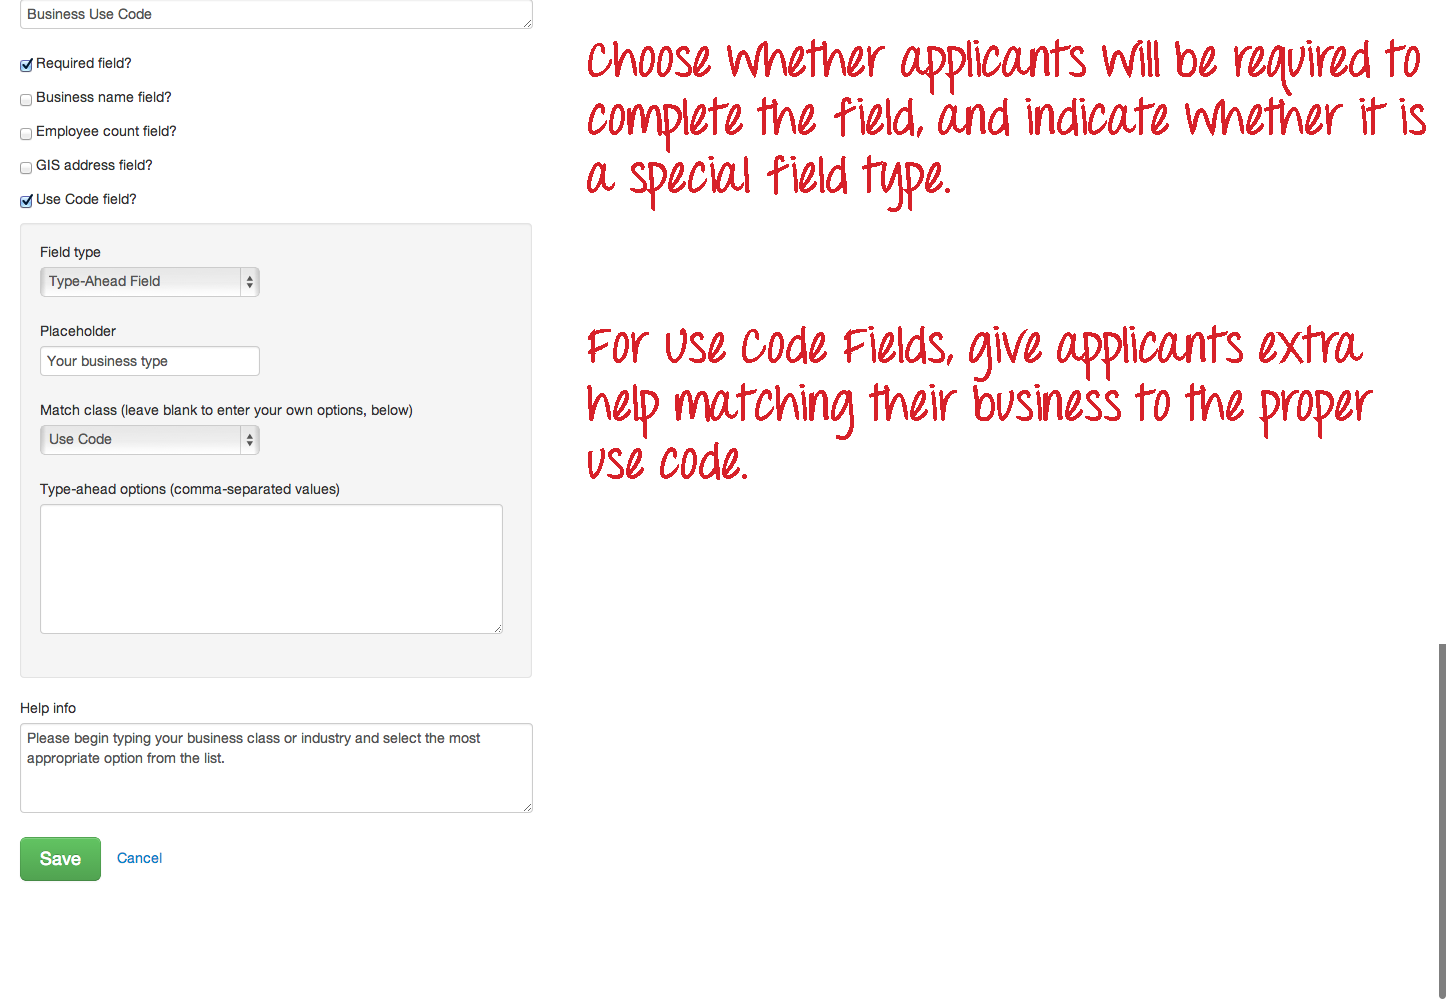 Business Use Code
Required field?
Business name field?
Employee count field?
GIS address field?
Use Code field?
Field type
Type-Ahead Field
Placeholder
Your business type
Match class (leave blank to enter your own options, below)
Use Code
Type-ahead options (comma-separated values)
Help info
Please begin typing your business class or industry and select the most
appropriate option from the list.
Save Cancel
Choose whether applicants will be required to
complete the field, and indicate whether it is
a special field type.
For Use Code Fields, give applicants extra
help matching their business to the proper
use code.